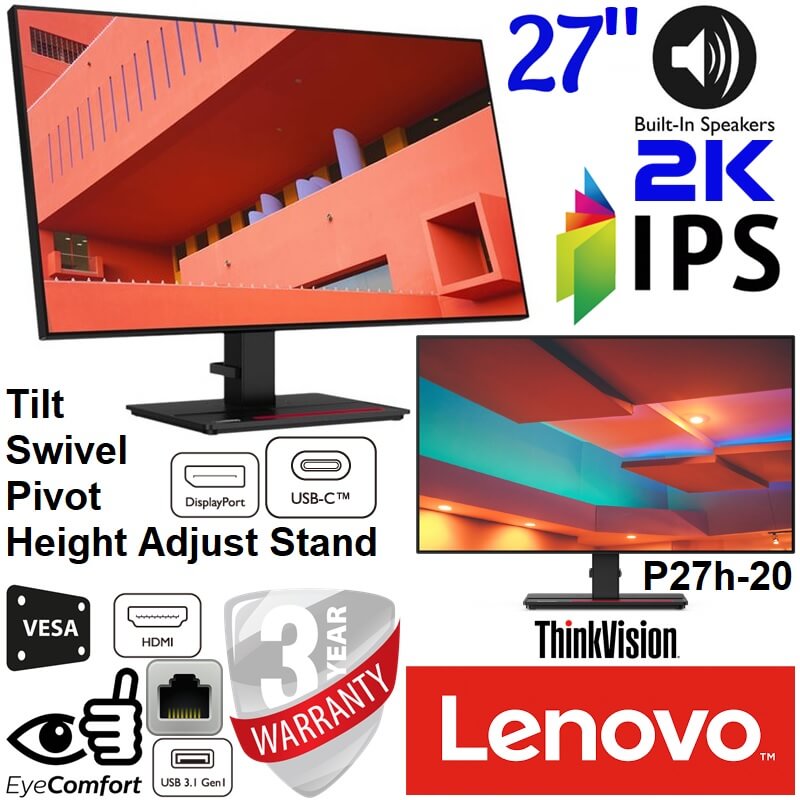 27"
Built-In Speakers
2K
IPS
Tilt
Swivel
Pivot
Height Adjust Stand
DisplayPort
USB-C™
P27h-20
ThinkVision
VESA
HDMI
3 YEAR
WARRANTY
EyeComfort
USB 3.1 Gen1
Lenovo™